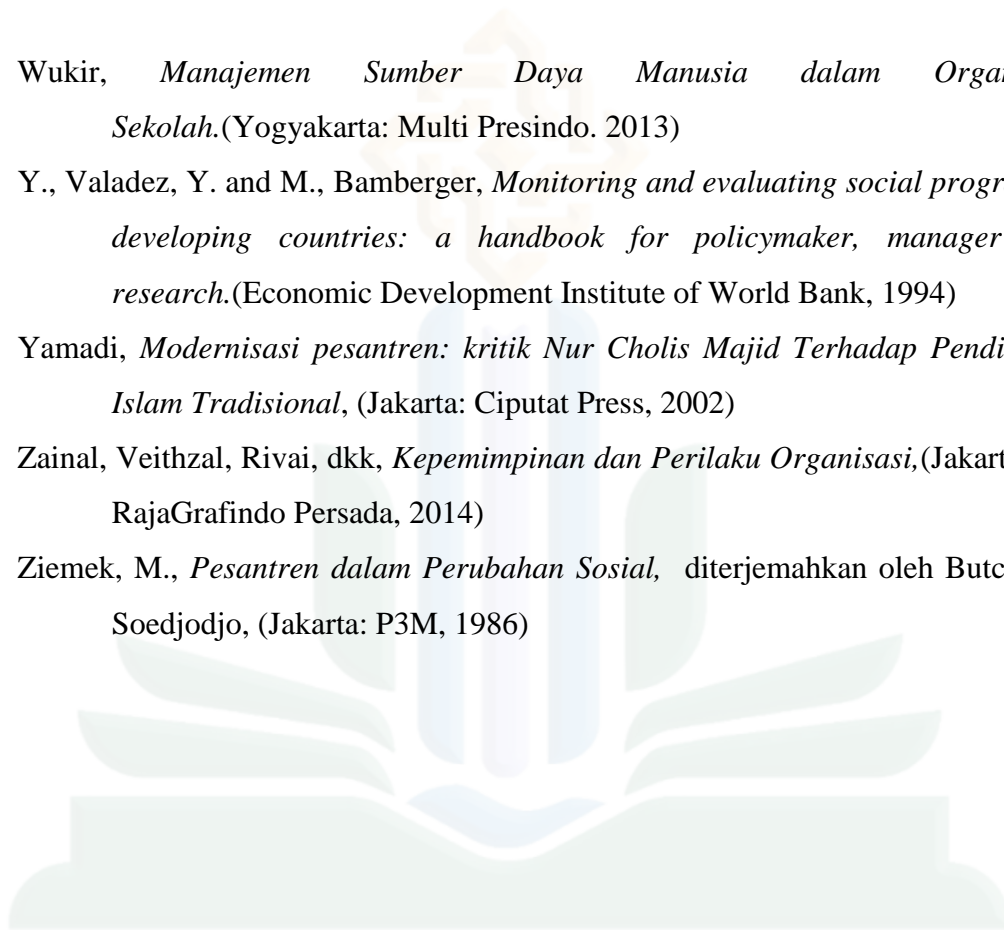 Wukir, Manajemen Sumber Daya Manusia dalam
Sekolah.(Yogyakarta: Multi Presindo. 2013)
Y., Valadez, Y. and M., Bamberger, Monitoring and evaluating social
developing countries: a handbook for policymaker, manager
research.(Economic Development Institute of World Bank, 1994)
Yamadi, Modernisasi pesantren: kritik Nur Cholis Majid Terhadap
Islam Tradisional, (Jakarta: Ciputat Press, 2002)
Zainal, Veithzal, Rivai, dkk, Kepemimpinan dan Perilaku Organisasi,
RajaGrafindo Persada, 2014)
Ziemek, M., Pesantren dalam Perubahan Sosial, diterjemahkan oleh
Soedjodjo, (Jakarta: P3M, 1986)